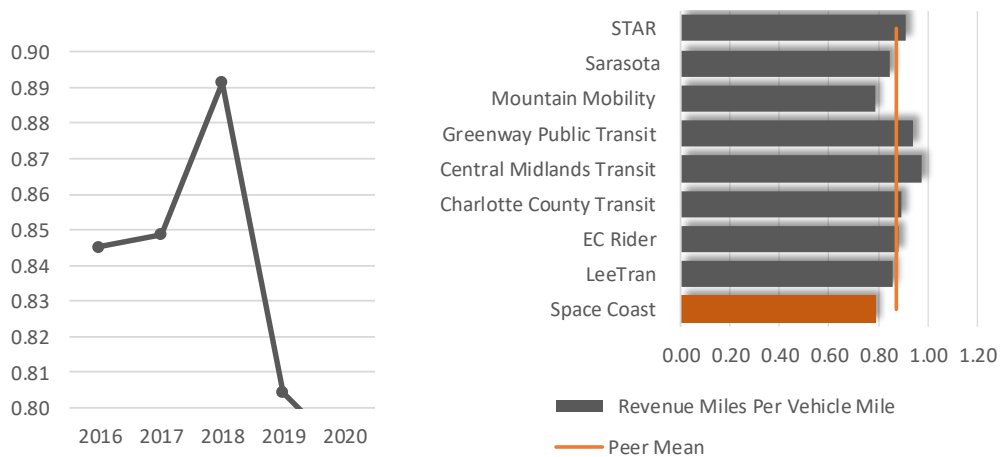 0.90
0.89
0.88
0.87
0.86
0.85
0.84
0.83
0.82
0.81
0.80
2016 2017 2018 2019 2020
STAR
Sarasota
Mountain Mobility
Greenway Public Transit
Central Midlands Transit
Charlotte County Transit
EC Rider
LeeTran
Space Coast
0.00 0.20 0.40 0.60 0.80 1.00 1.20
Revenue Miles Per Vehicle Mile
Peer Mean